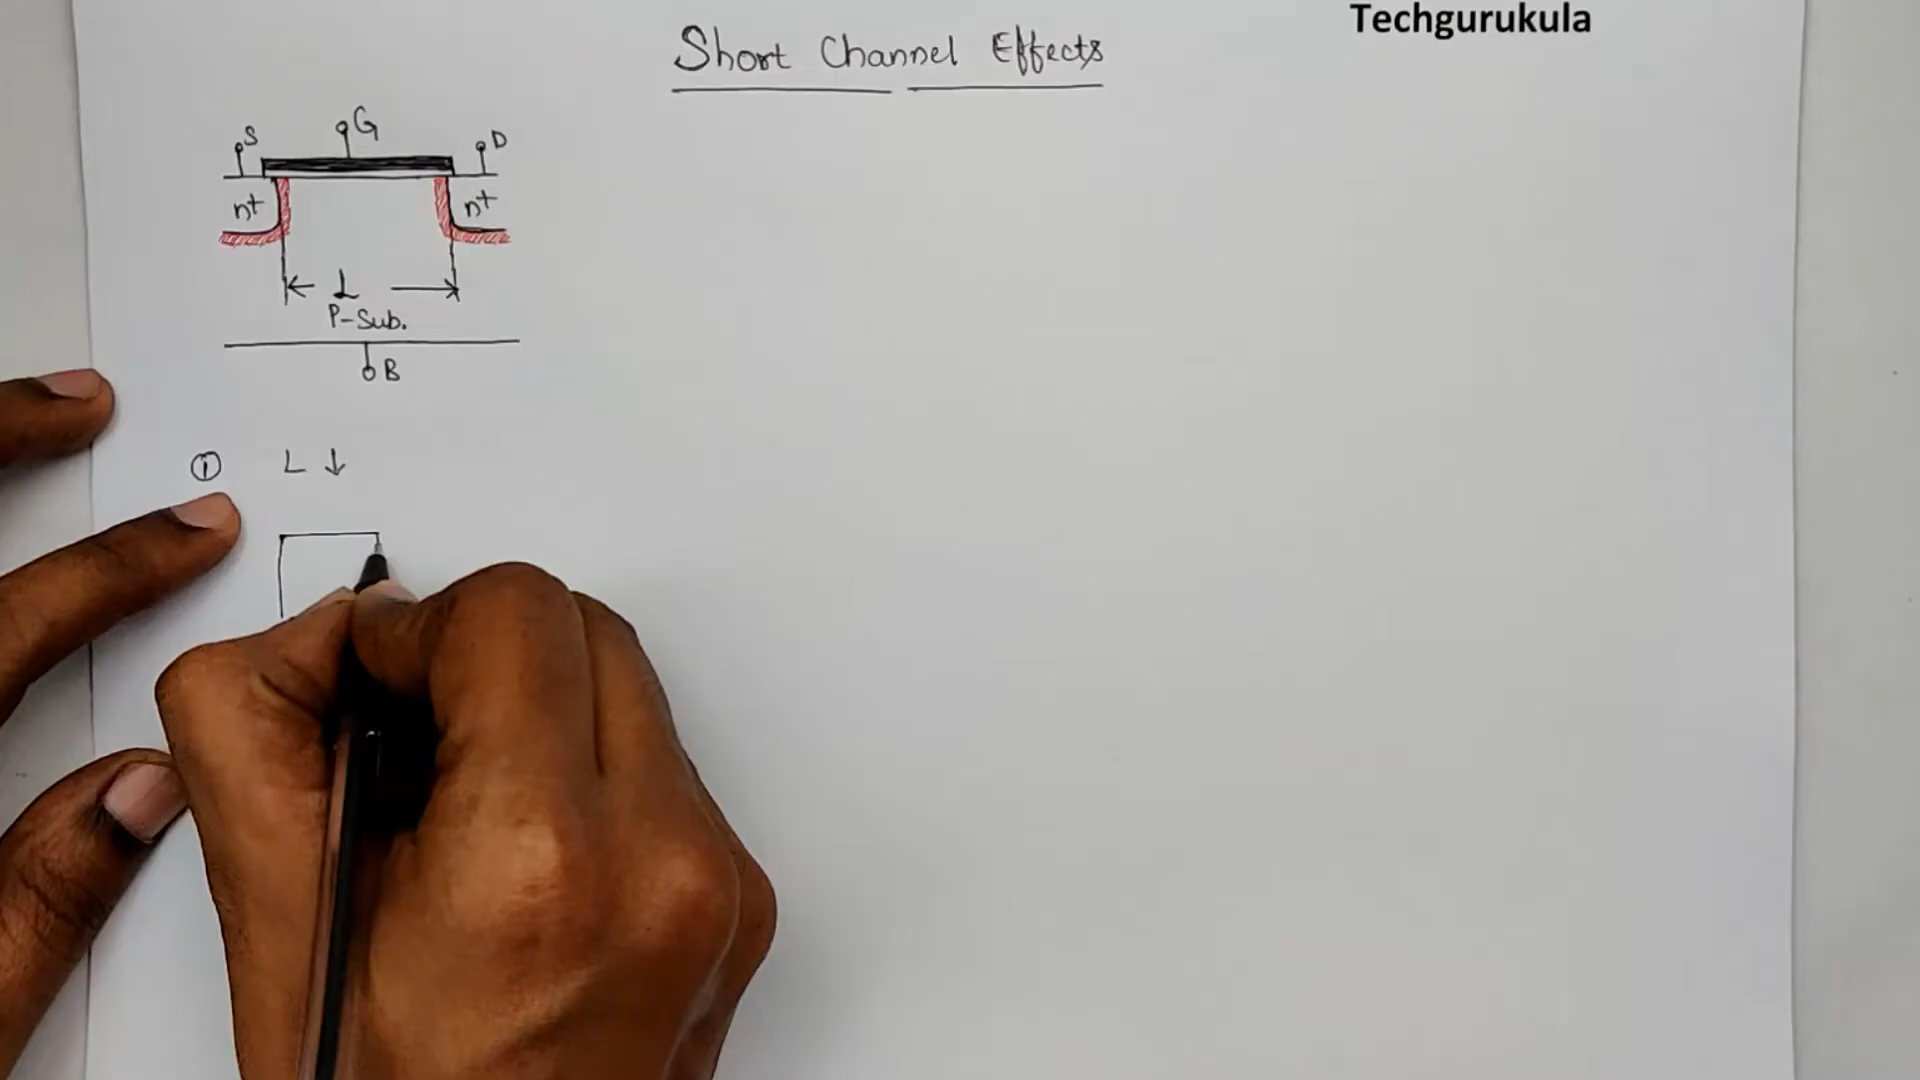 Techgurukula
Short Channel Effects
G
S D
n+ n+
L
P-Sub.
B
① L ↓